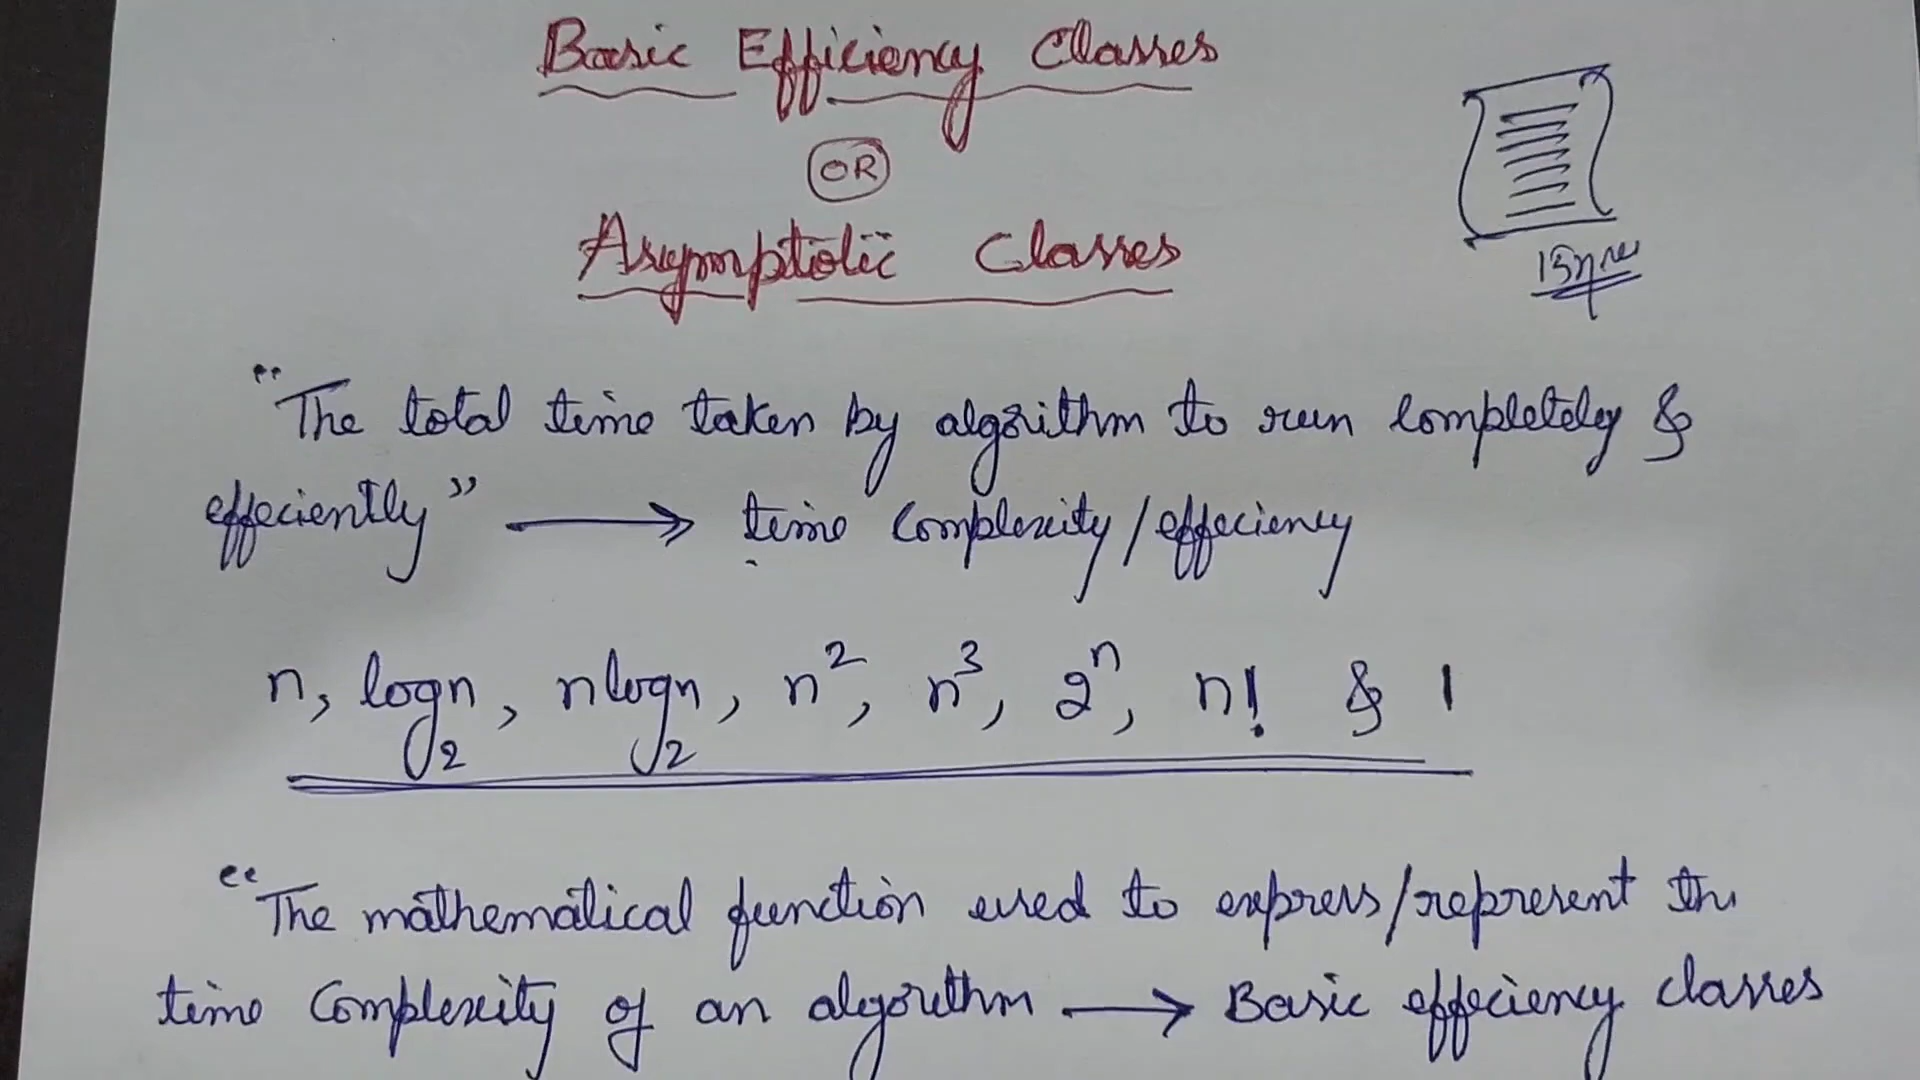 Basic Efficiency Classes
OR
Asymptotic Classes
"The total time taken by algorithm to run completely &
effeciently" → time complexity/effeciency
n, log₂n, nlog₂n, n², n³, 2ⁿ, n! & 1
"The mathematical function used to express/represent the
time Complexity of an algorithm → Basic effeciency classes